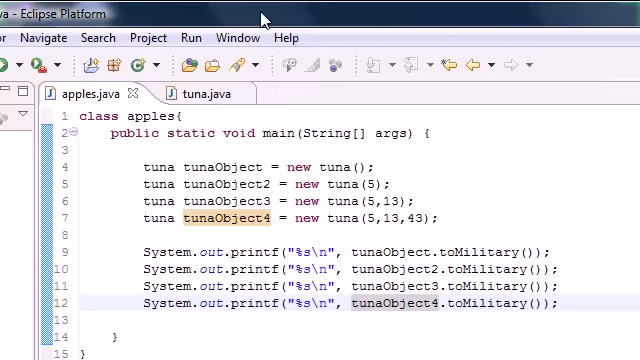 va - Eclipse Platform
or Navigate Search Project Run Window Help
apples.java tuna.java
1 class apples{
2 public static void main(String[] args) {
3
4 tuna tunaObject = new tuna();
5 tuna tunaObject2 = new tuna(5);
6 tuna tunaObject3 = new tuna(5,13);
7 tuna tunaObject4 = new tuna(5,13,43);
8
9 System.out.printf("%s\n", tunaObject.toMilitary());
10 System.out.printf("%s\n", tunaObject2.toMilitary());
11 System.out.printf("%s\n", tunaObject3.toMilitary());
12 System.out.printf("%s\n", tunaObject4.toMilitary());
13
14 }
15 }